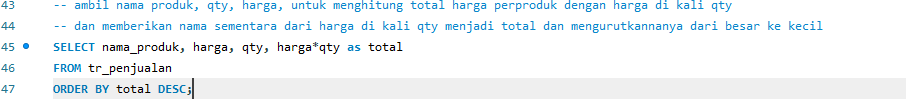 43 -- ambil nama produk, qty, harga, untuk menghitung total harga perproduk dengan harga di kali qty
44 -- dan memberikan nama sementara dari harga di kali qty menjadi total dan mengurutkannanya dari besar ke kecil
45 SELECT nama_produk, harga, qty, harga*qty as total
46 FROM tr_penjualan
47 ORDER BY total DESC;